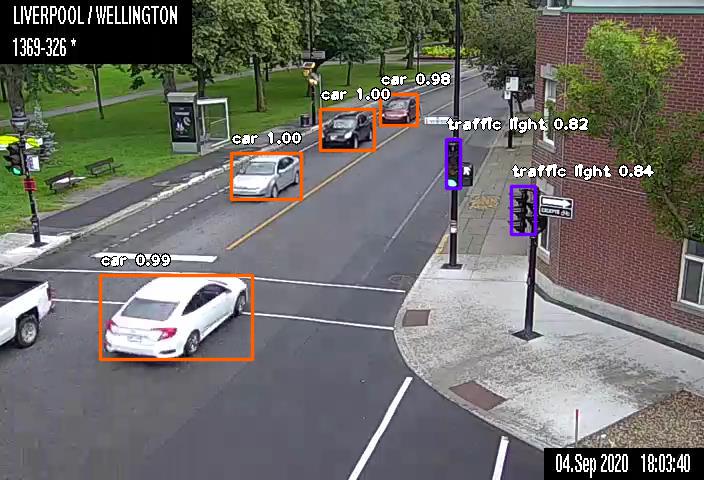 LIVERPOOL / WELLINGTON
1369-326 *
car 0.98
car 1.00
traffic light 0.82
car 1.00
traffic light 0.84
car 0.99
04.Sep 2020 18:03:40